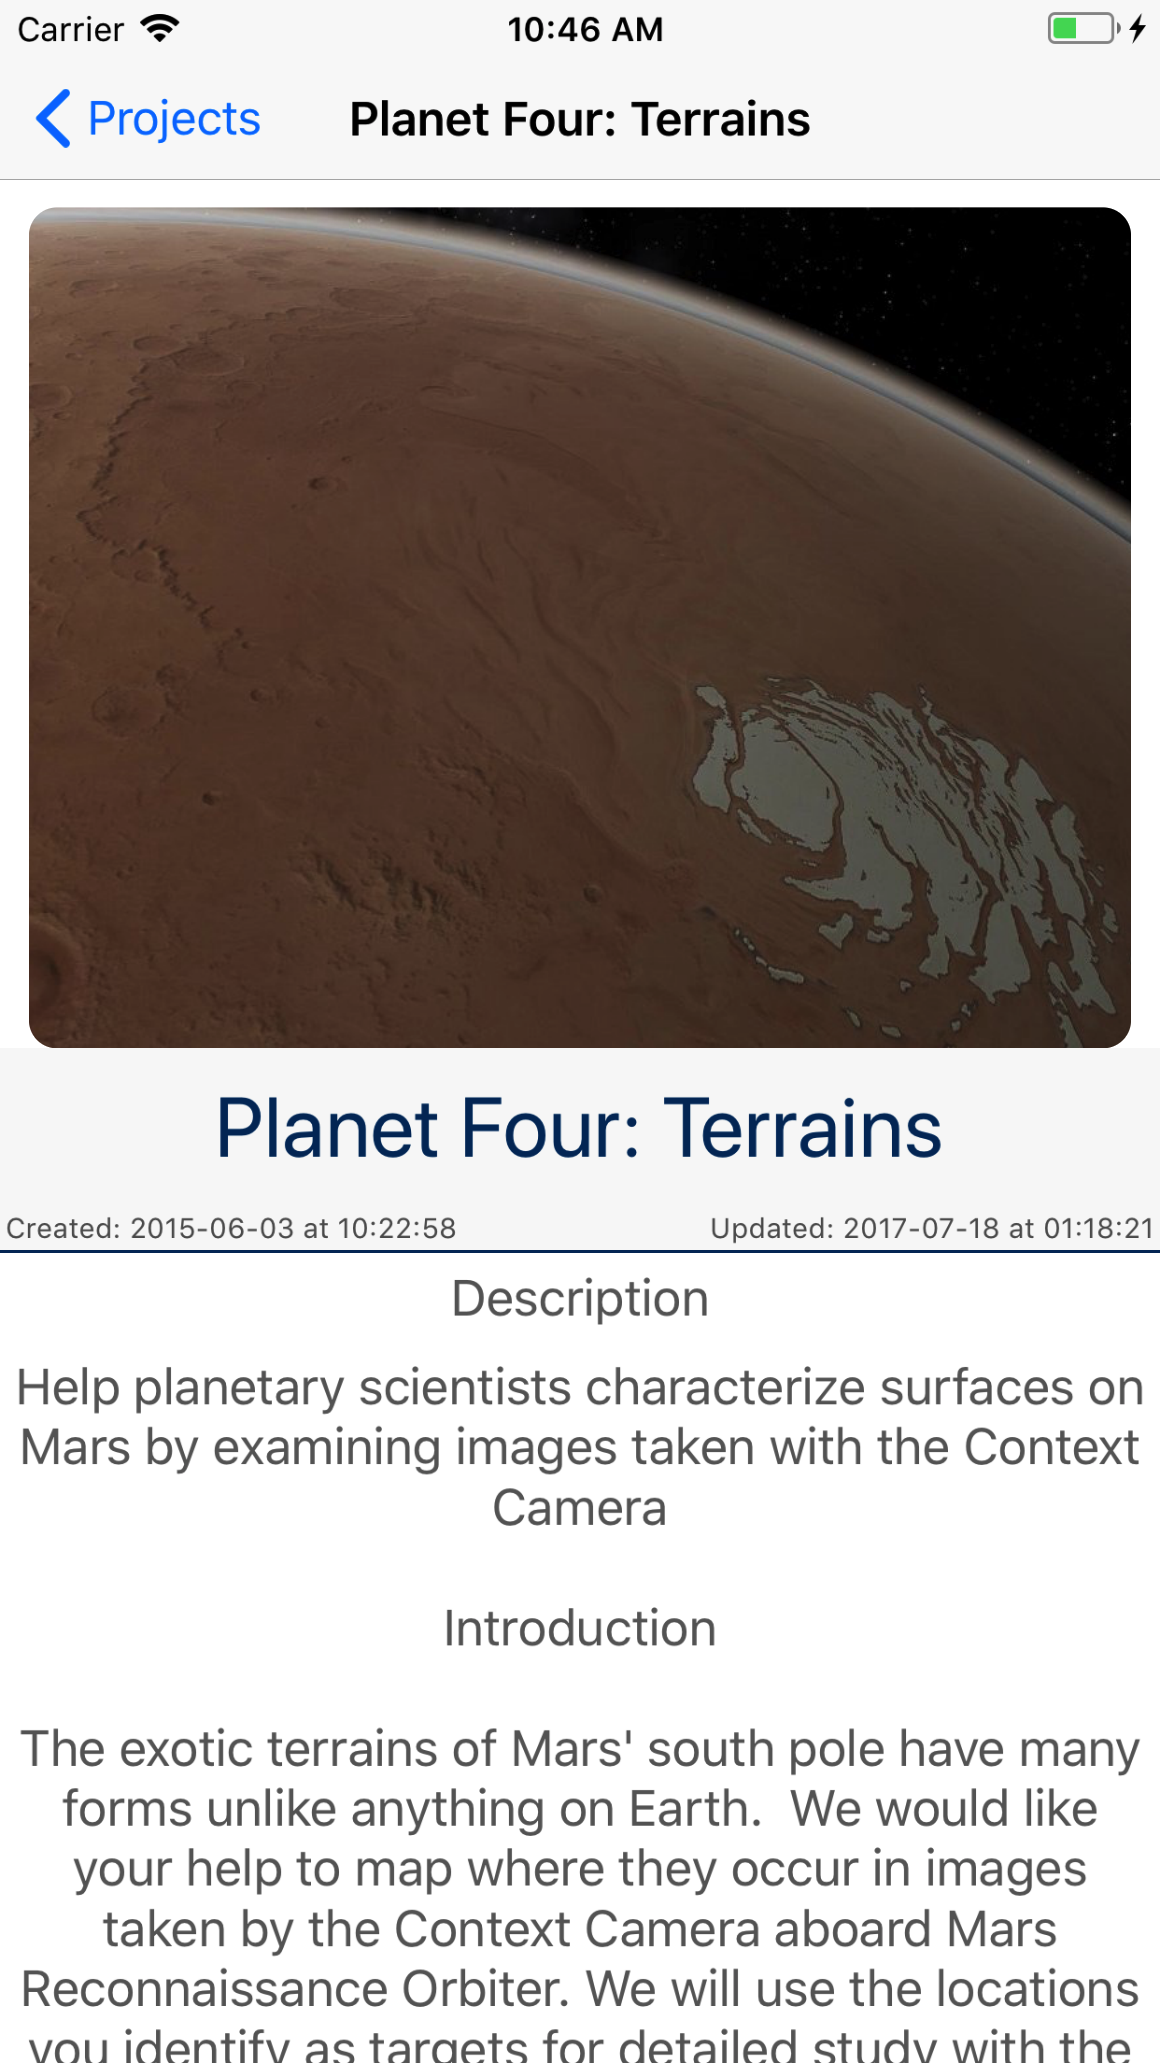 Carrier
10:46 AM
Projects
Planet Four: Terrains
Planet Four: Terrains
Created: 2015-06-03 at 10:22:58
Updated: 2017-07-18 at 01:18:21
Description
Help planetary scientists characterize surfaces on
Mars by examining images taken with the Context
Camera
Introduction
The exotic terrains of Mars' south pole have many
forms unlike anything on Earth.  We would like
your help to map where they occur in images
taken by the Context Camera aboard Mars
Reconnaissance Orbiter. We will use the locations
you identify as targets for detailed study with the